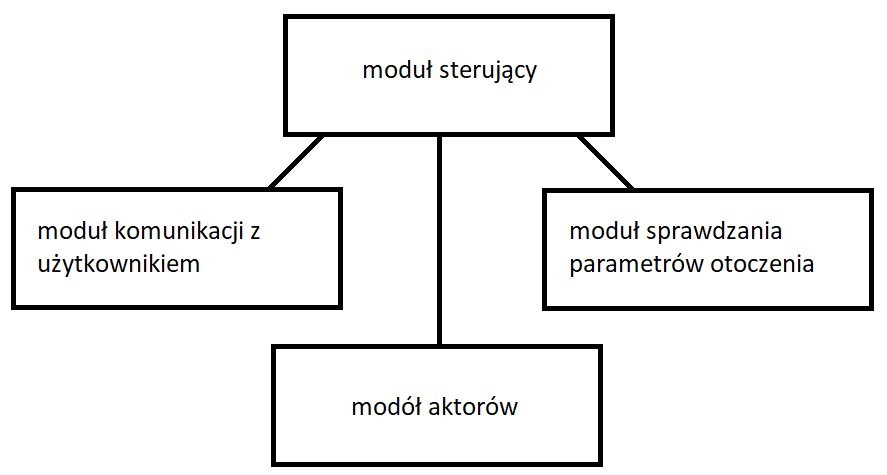 moduł sterujący
moduł komunikacji z
użytkownikiem
moduł sprawdzania
parametrów otoczenia
modół aktorów